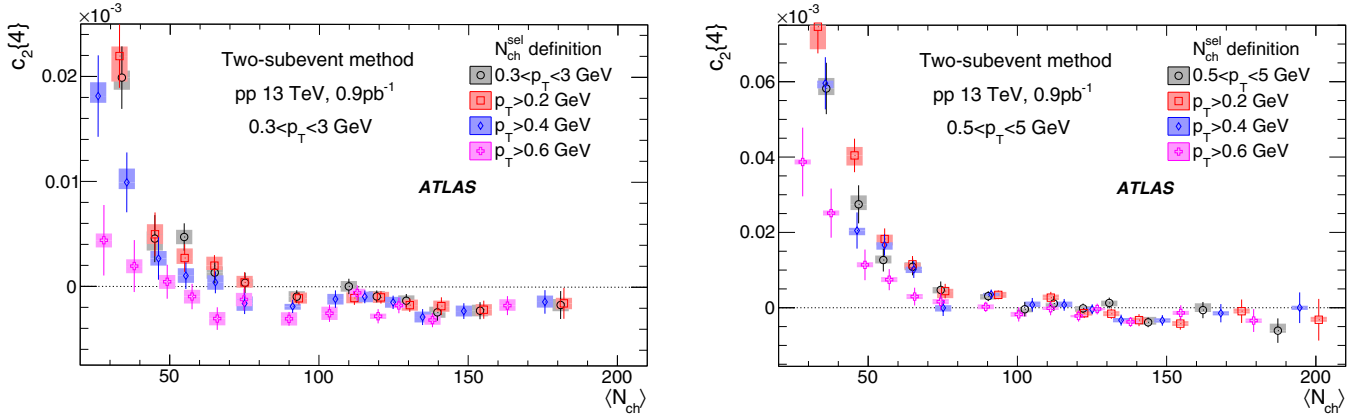 ×10⁻³
c₂{4}
0.02
0.01
0
50
100
150
200
⟨N_ch⟩
Two-subevent method
pp 13 TeV, 0.9pb⁻¹
0.3<p_T<3 GeV
N_ch^sel definition
0.3<p_T<3 GeV
p_T>0.2 GeV
p_T>0.4 GeV
p_T>0.6 GeV
ATLAS
×10⁻³
c₂{4}
0.06
0.04
0.02
0
50
100
150
200
⟨N_ch⟩
Two-subevent method
pp 13 TeV, 0.9pb⁻¹
0.5<p_T<5 GeV
N_ch^sel definition
0.5<p_T<5 GeV
p_T>0.2 GeV
p_T>0.4 GeV
p_T>0.6 GeV
ATLAS